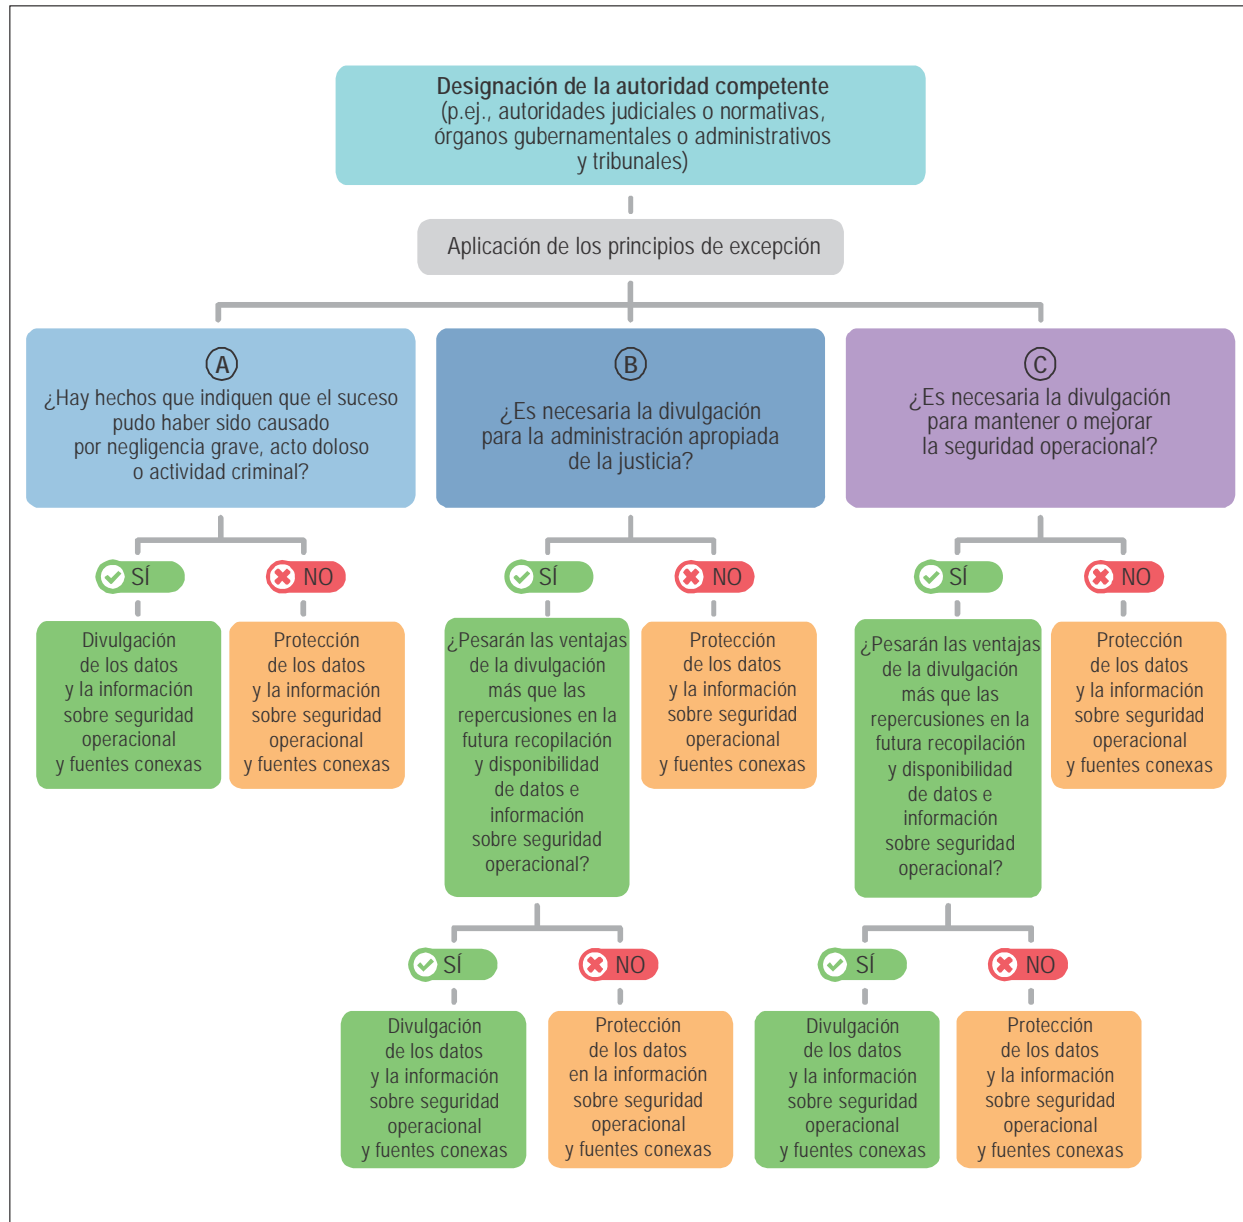 Designación de la autoridad competente
(p.ej., autoridades judiciales o normativas,
órganos gubernamentales o administrativos
y tribunales)
Aplicación de los principios de excepción
A
¿Hay hechos que indiquen que el suceso
pudo haber sido causado
por negligencia grave, acto doloso
o actividad criminal?
B
¿Es necesaria la divulgación
para la administración apropiada
de la justicia?
C
¿Es necesaria la divulgación
para mantener o mejorar
la seguridad operacional?
SÍ
NO
SÍ
NO
SÍ
NO
Divulgación
de los datos
y la información
sobre seguridad
operacional
y fuentes conexas
Protección
de los datos
y la información
sobre seguridad
operacional
y fuentes conexas
¿Pesarán las ventajas
de la divulgación
más que las
repercusiones en la
futura recopilación
y disponibilidad
de datos e
información
sobre seguridad
operacional?
Protección
de los datos
y la información
sobre seguridad
operacional
y fuentes conexas
¿Pesarán las ventajas
de la divulgación
más que las
repercusiones en la
futura recopilación
y disponibilidad
de datos e
información
sobre seguridad
operacional?
Protección
de los datos
y la información
sobre seguridad
operacional
y fuentes conexas
SÍ
NO
SÍ
NO
Divulgación
de los datos
y la información
sobre seguridad
operacional
y fuentes conexas
Protección
de los datos
en la información
sobre seguridad
operacional
y fuentes conexas
Divulgación
de los datos
y la información
sobre seguridad
operacional
y fuentes conexas
Protección
de los datos
y la información
sobre seguridad
operacional
y fuentes conexas